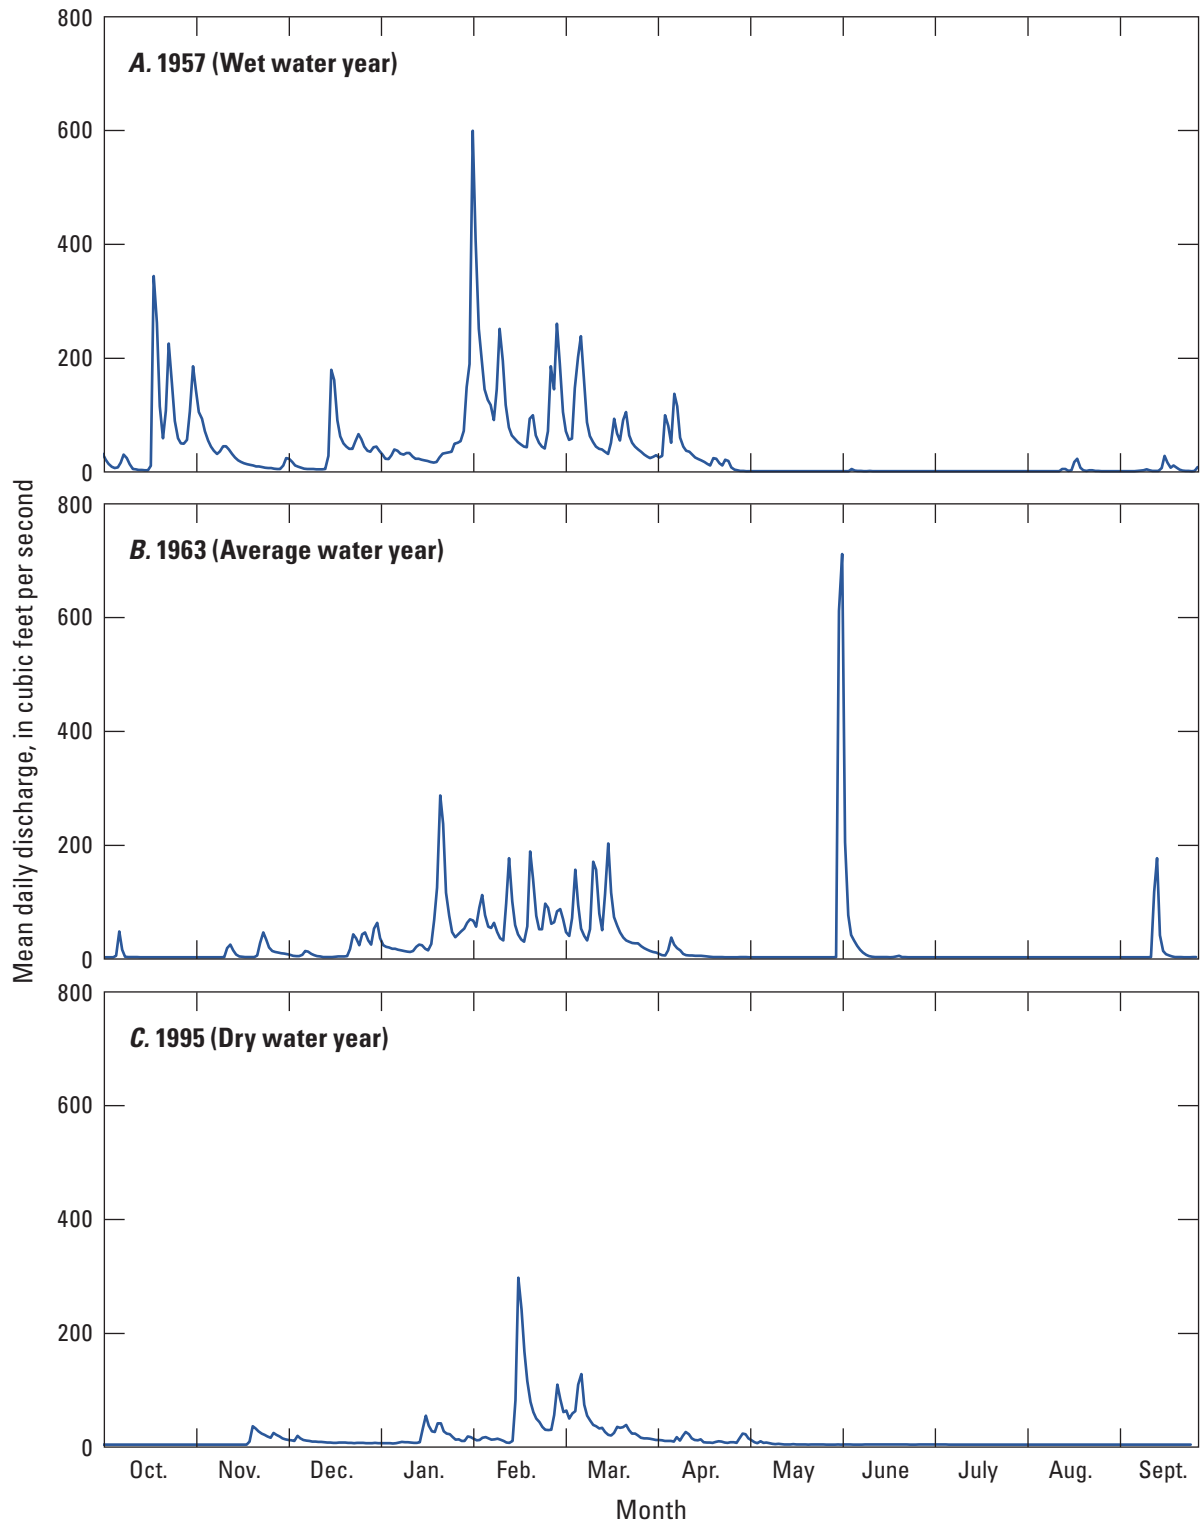 Mean daily discharge, in cubic feet per second
800
A. 1957 (Wet water year)
600
400
200
0
800
B. 1963 (Average water year)
600
400
200
0
800
C. 1995 (Dry water year)
600
400
200
0
Oct. Nov. Dec. Jan. Feb. Mar. Apr. May June July Aug. Sept.
Month